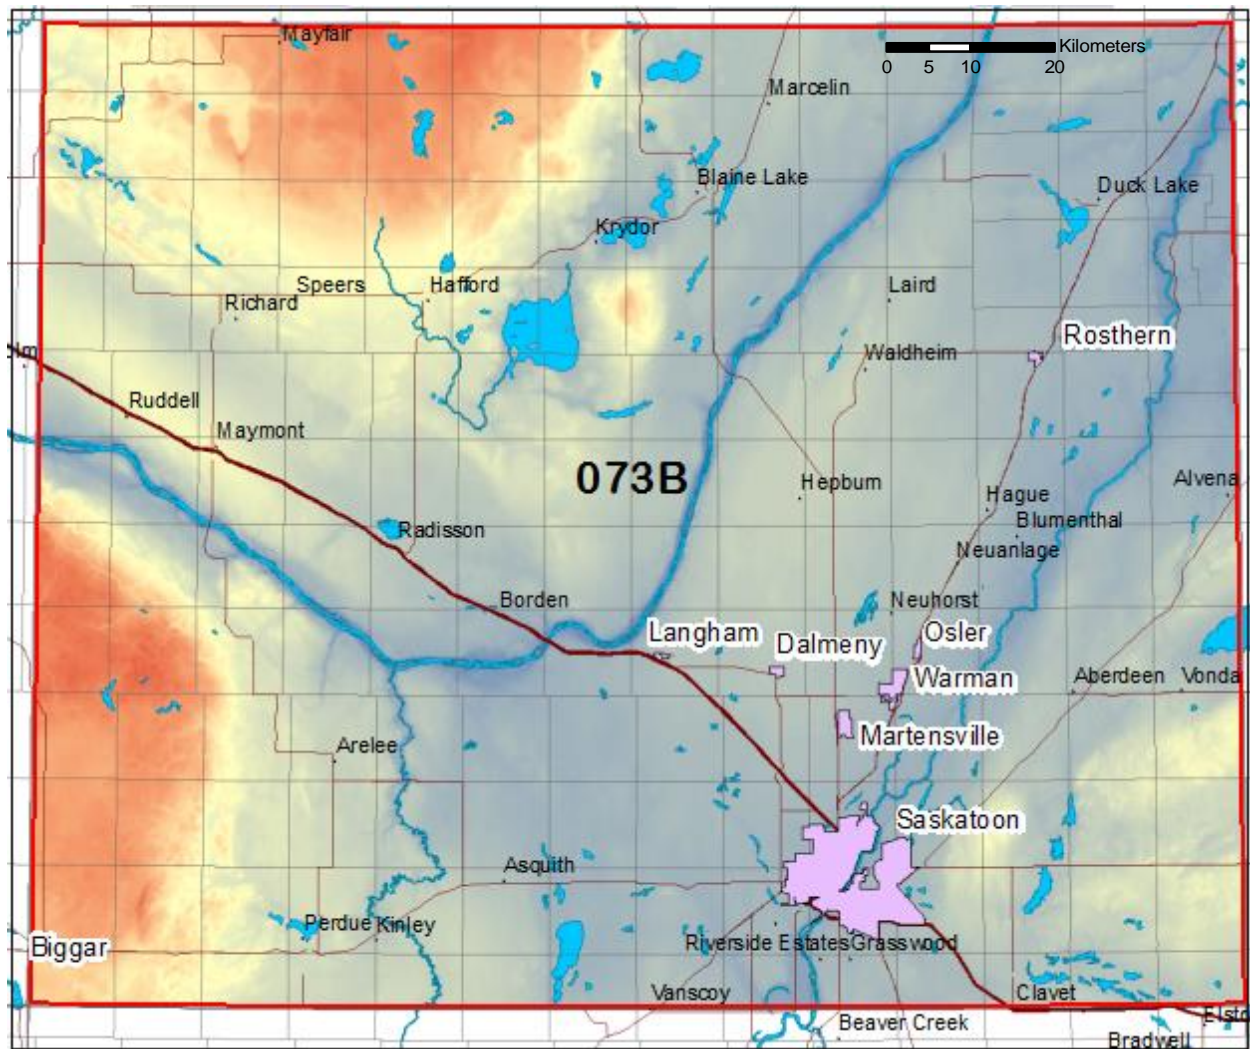 Mayfair
Kilometers
0 5 10 20
Marcelin
Blaine Lake
Duck Lake
Krydor
Speers
Hafford
Laird
Richard
Rosthern
Waldheim
Ruddell
Maymont
073B
Hepburn
Alvena
Hague
Blumenthal
Radisson
Neuanlage
Borden
Neuhorst
Langham
Dalmeny
Osler
Warman
Aberdeen
Vonda
Martensville
Arelee
Saskatoon
Asquith
Perdue
Kinley
Biggar
Riverside Estates
Grasswood
Vanscoy
Clavet
Beaver Creek
Bradwell